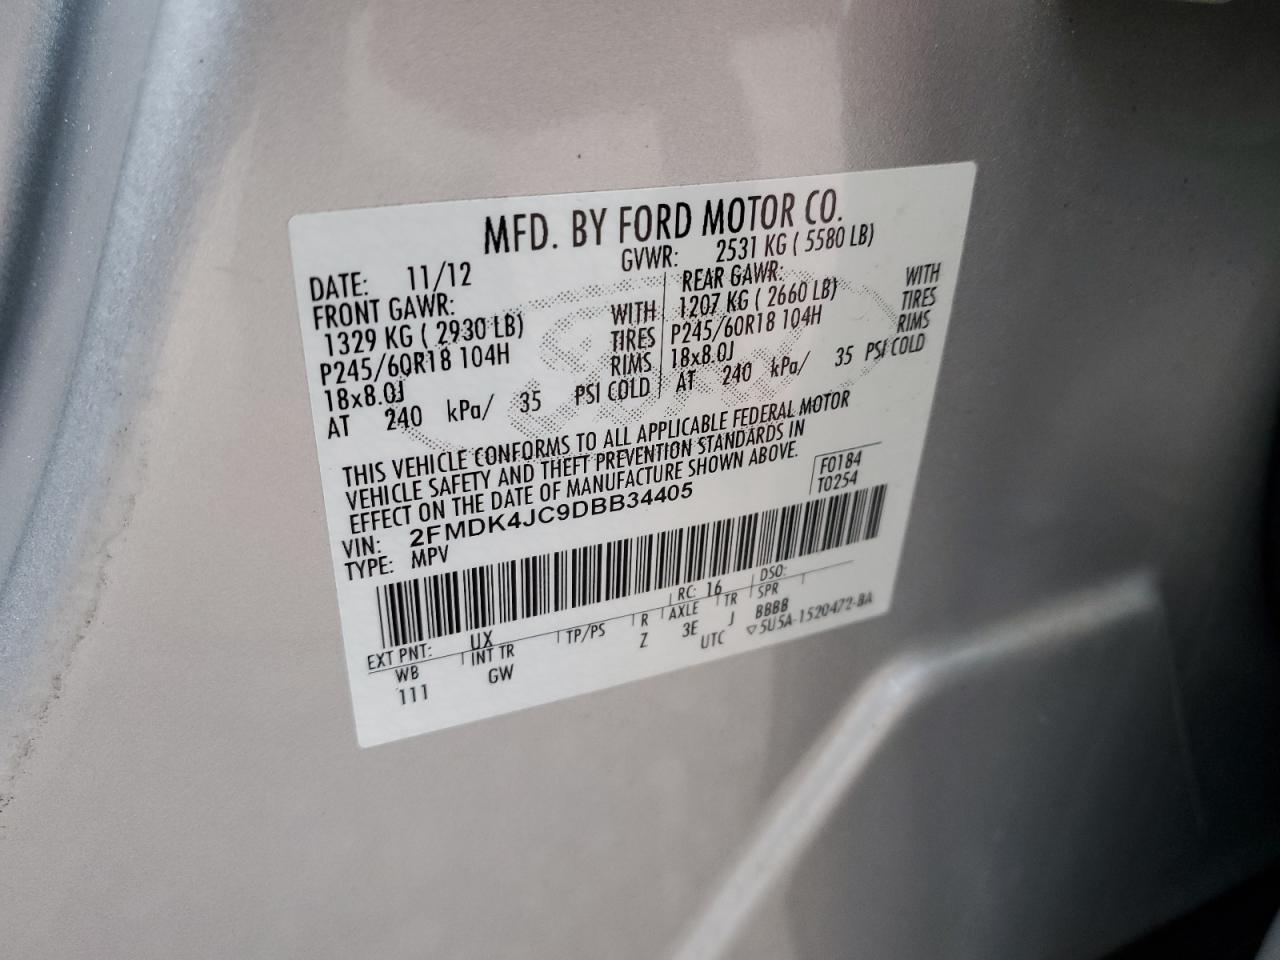 MFD. BY FORD MOTOR CO.
DATE: 11/12 GVWR: 2531 KG ( 5580 LB)
FRONT GAWR: REAR GAWR:
1329 KG ( 2930 LB) WITH 1207 KG ( 2660 LB) WITH
P245/60R18 104H TIRES P245/60R18 104H TIRES
18x8.0J RIMS 18x8.0J RIMS
AT 240 kPa/ 35 PSI COLD AT 240 kPa/ 35 PSI COLD
THIS VEHICLE CONFORMS TO ALL APPLICABLE FEDERAL MOTOR
VEHICLE SAFETY AND THEFT PREVENTION STANDARDS IN
EFFECT ON THE DATE OF MANUFACTURE SHOWN ABOVE.
F0184
T0254
VIN: 2FMDK4JC9DBB34405
TYPE: MPV
EXT PNT: UX RC: 16 DSO:
WB INT TR TP/PS R AXLE TR SPR
111 GW Z 3E J BBBB
UTC ▽5U5A-1520472-BA